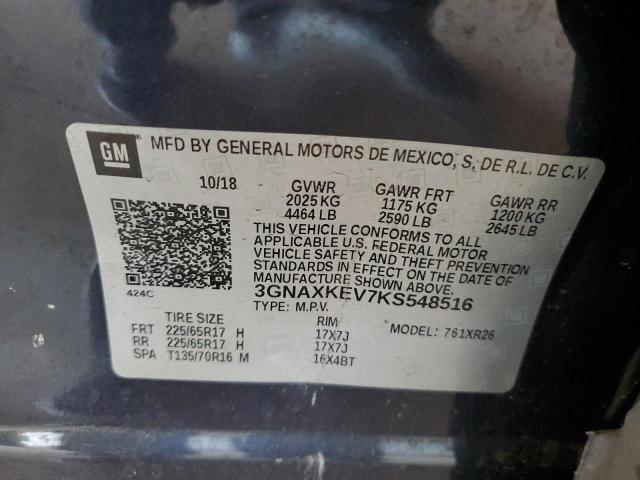 GM MFD BY GENERAL MOTORS DE MEXICO, S. DE R.L. DE C.V.
10/18 GVWR GAWR FRT GAWR RR
2025 KG 1175 KG 1200 KG
4464 LB 2590 LB 2645 LB
THIS VEHICLE CONFORMS TO ALL
APPLICABLE U.S. FEDERAL MOTOR
VEHICLE SAFETY AND THEFT
PREVENTION STANDARDS IN EFFECT
ON THE DATE OF MANUFACTURE
SHOWN ABOVE.
424C 3GNAXKEV7KS548516
TYPE: M.P.V.
TIRE SIZE RIM MODEL: 761XR26
FRT 225/65R17 H 17X7J
RR 225/65R17 H 17X7J
SPA T135/70R16 M 16X4BT